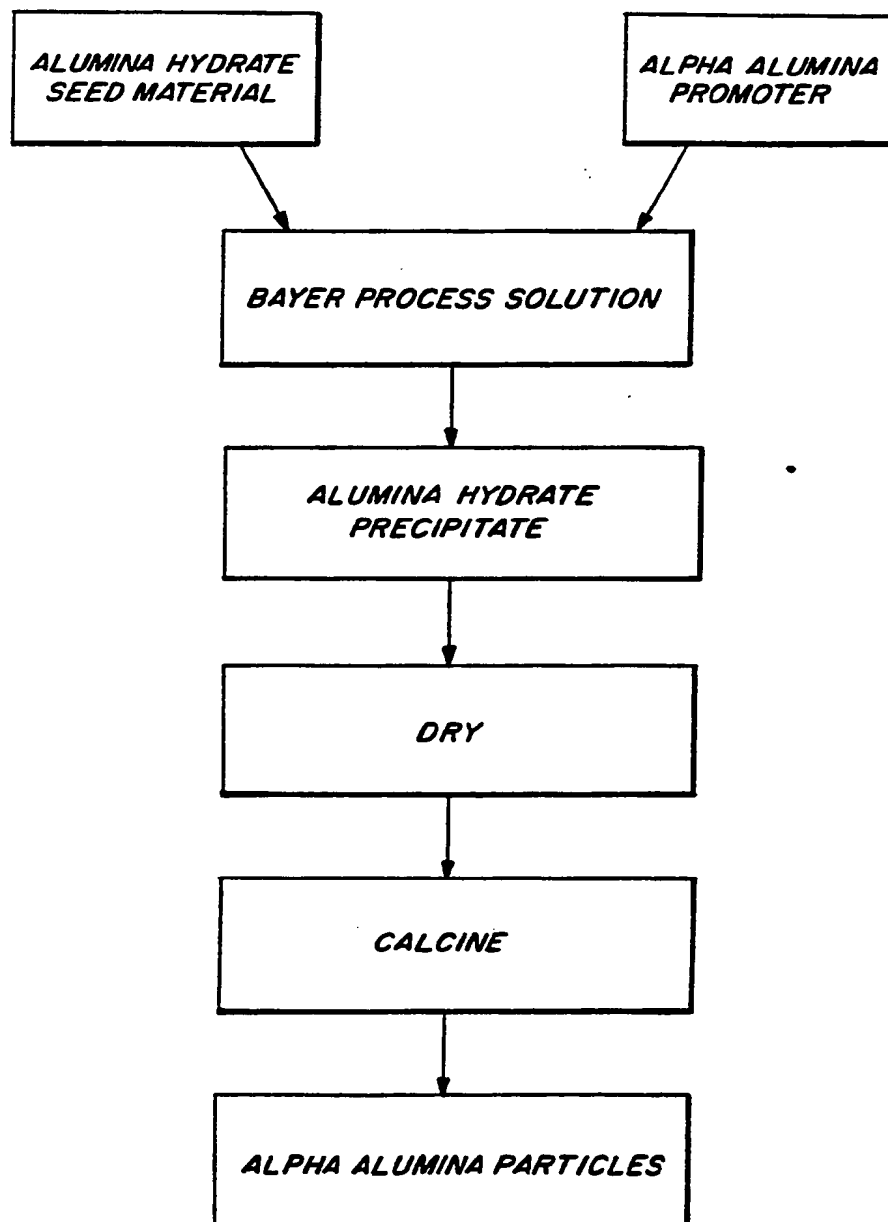 ALUMINA HYDRATE
SEED MATERIAL
ALPHA ALUMINA
PROMOTER
BAYER PROCESS SOLUTION
ALUMINA HYDRATE
PRECIPITATE
DRY
CALCINE
ALPHA ALUMINA PARTICLES